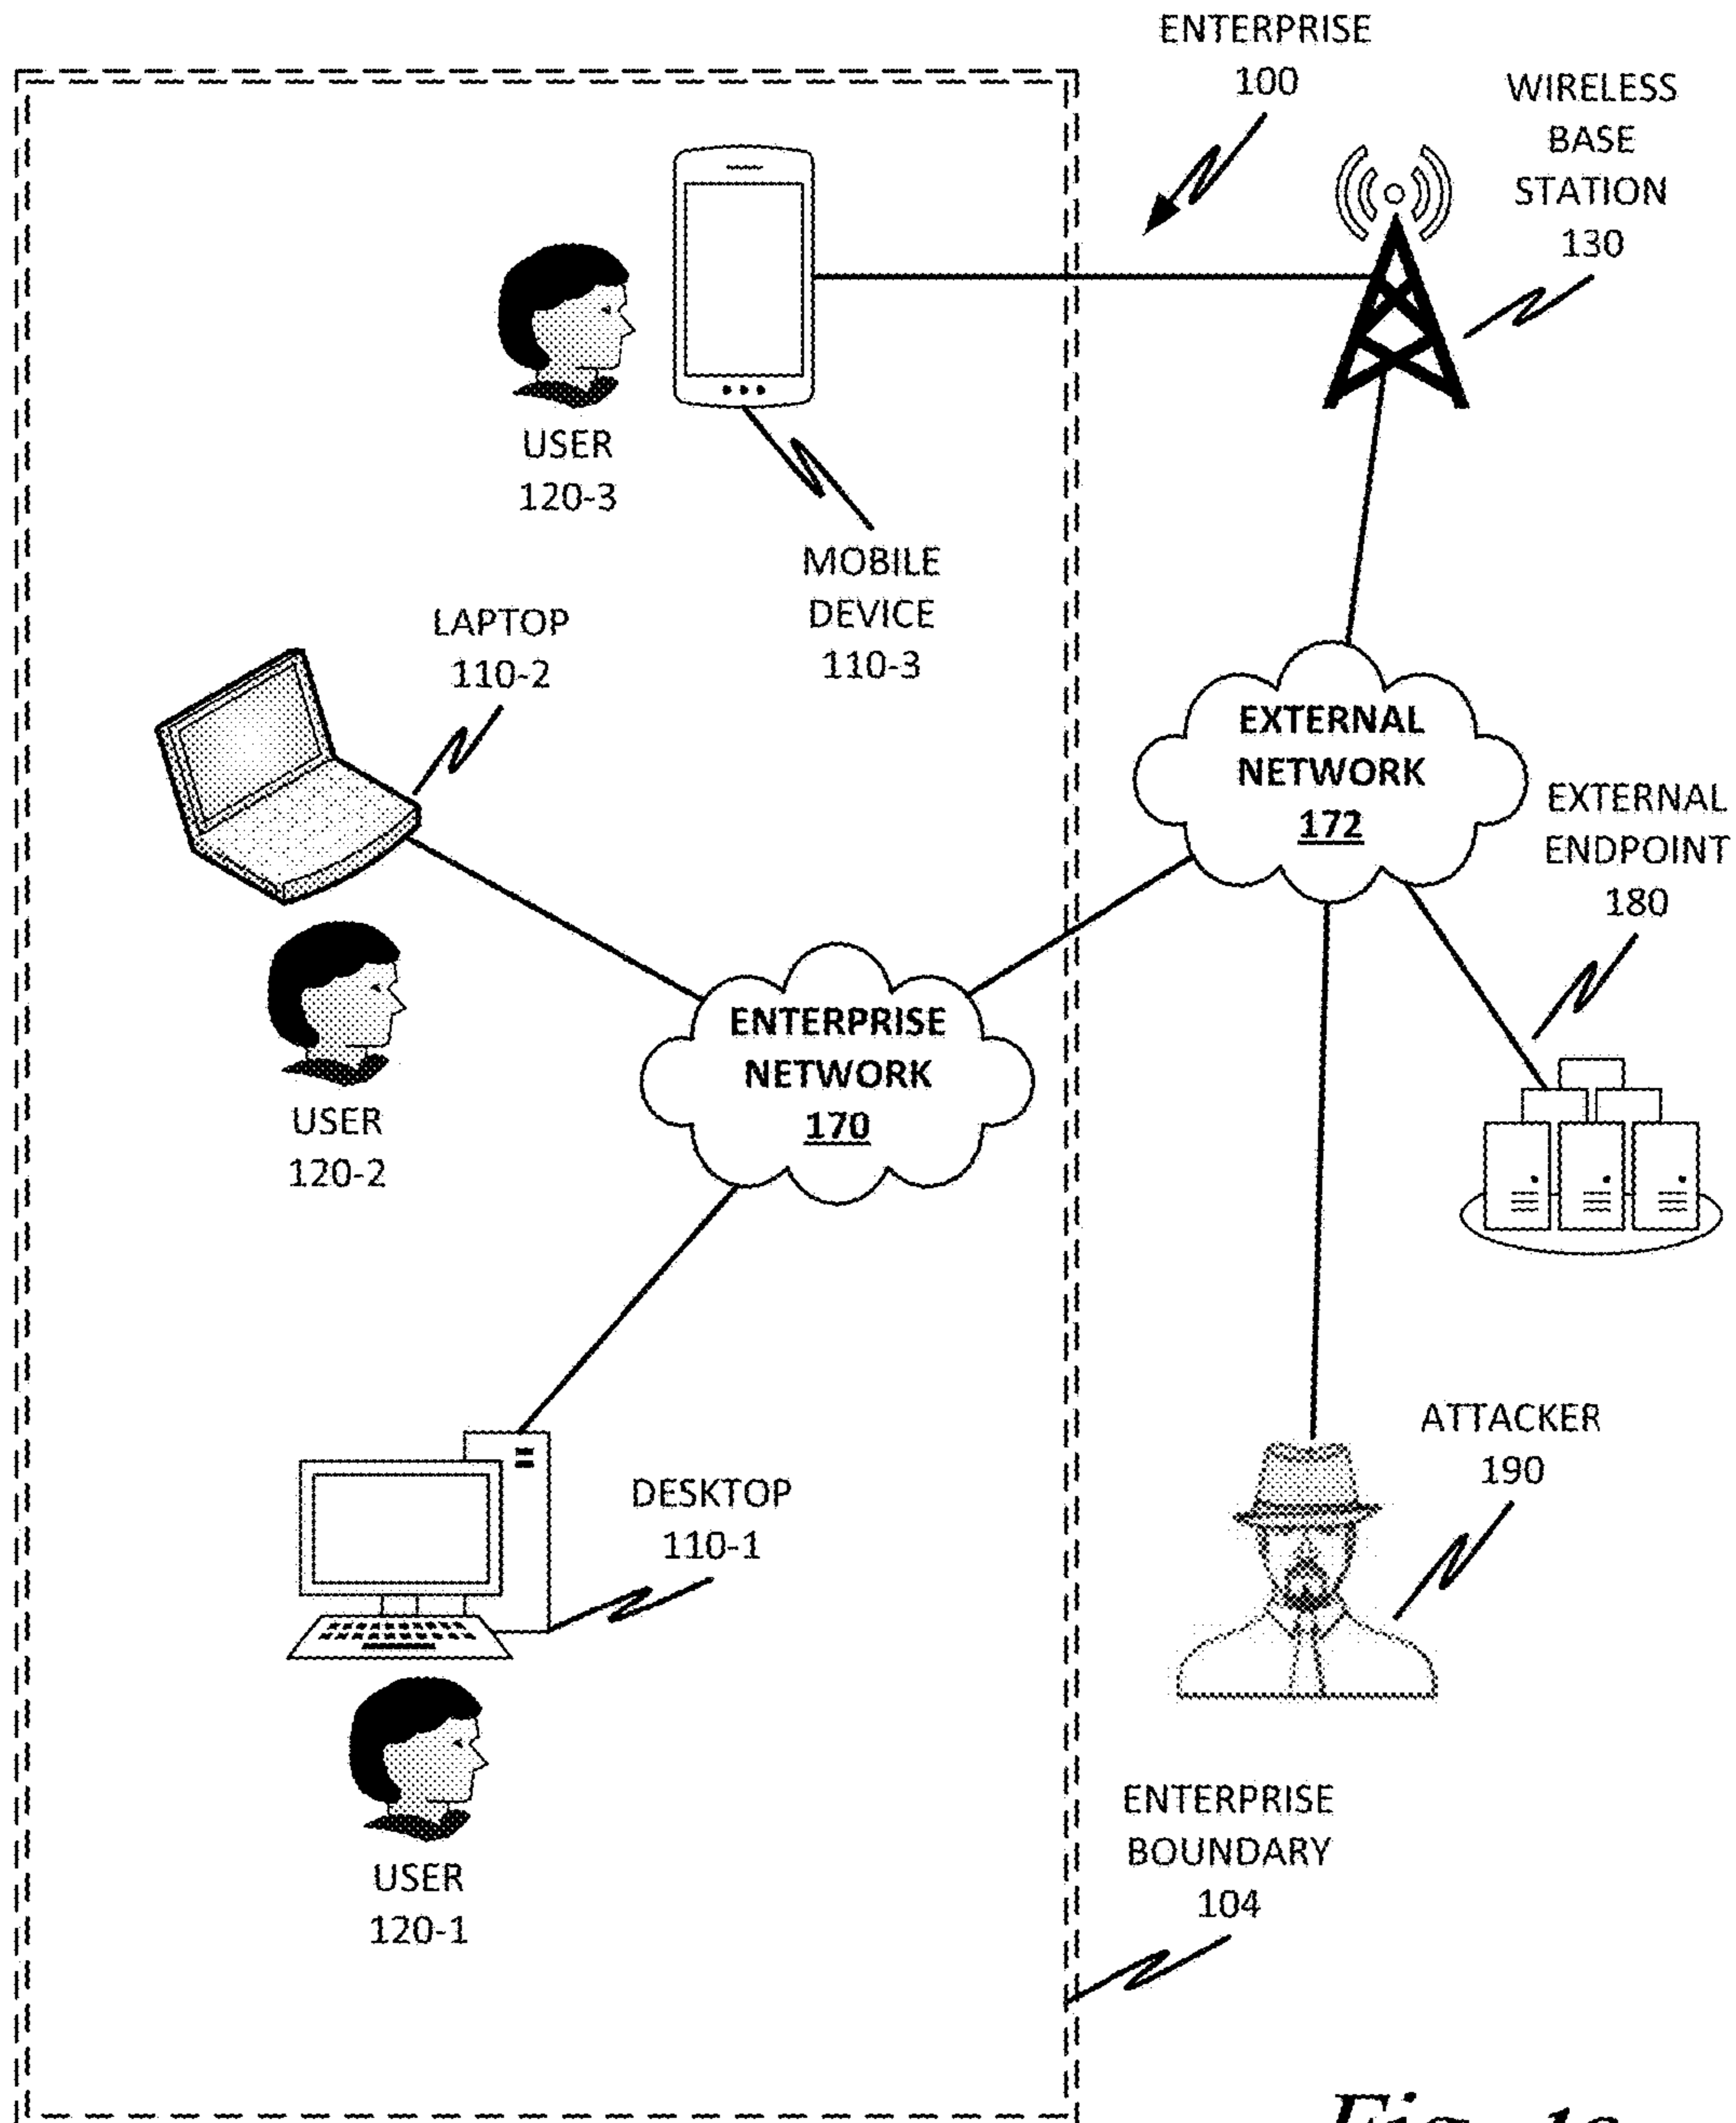 ENTERPRISE
100
WIRELESS
BASE
STATION
130
USER
120-3
MOBILE
DEVICE
110-3
LAPTOP
110-2
EXTERNAL
NETWORK
172
EXTERNAL
ENDPOINT
180
USER
120-2
ENTERPRISE
NETWORK
170
DESKTOP
110-1
ATTACKER
190
USER
120-1
ENTERPRISE
BOUNDARY
104